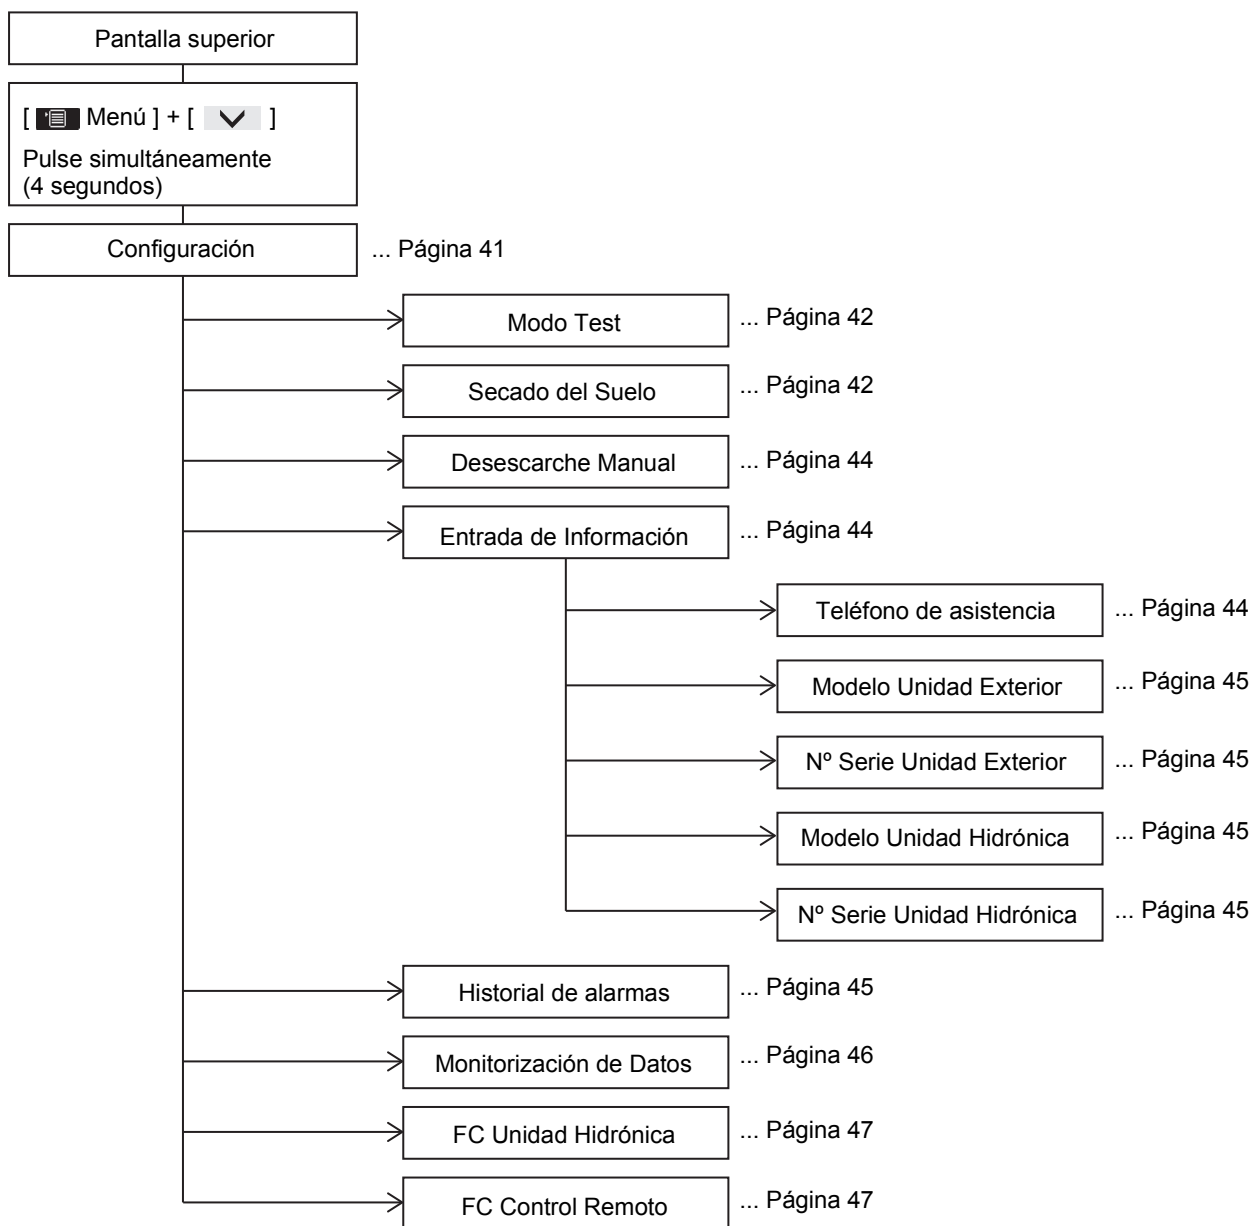 Pantalla superior
[ Menú ] + [ ]
Pulse simultáneamente
(4 segundos)
Configuración ... Página 41
Modo Test ... Página 42
Secado del Suelo ... Página 42
Desescarche Manual ... Página 44
Entrada de Información ... Página 44
Teléfono de asistencia ... Página 44
Modelo Unidad Exterior ... Página 45
Nº Serie Unidad Exterior ... Página 45
Modelo Unidad Hidrónica ... Página 45
Nº Serie Unidad Hidrónica ... Página 45
Historial de alarmas ... Página 45
Monitorización de Datos ... Página 46
FC Unidad Hidrónica ... Página 47
FC Control Remoto ... Página 47